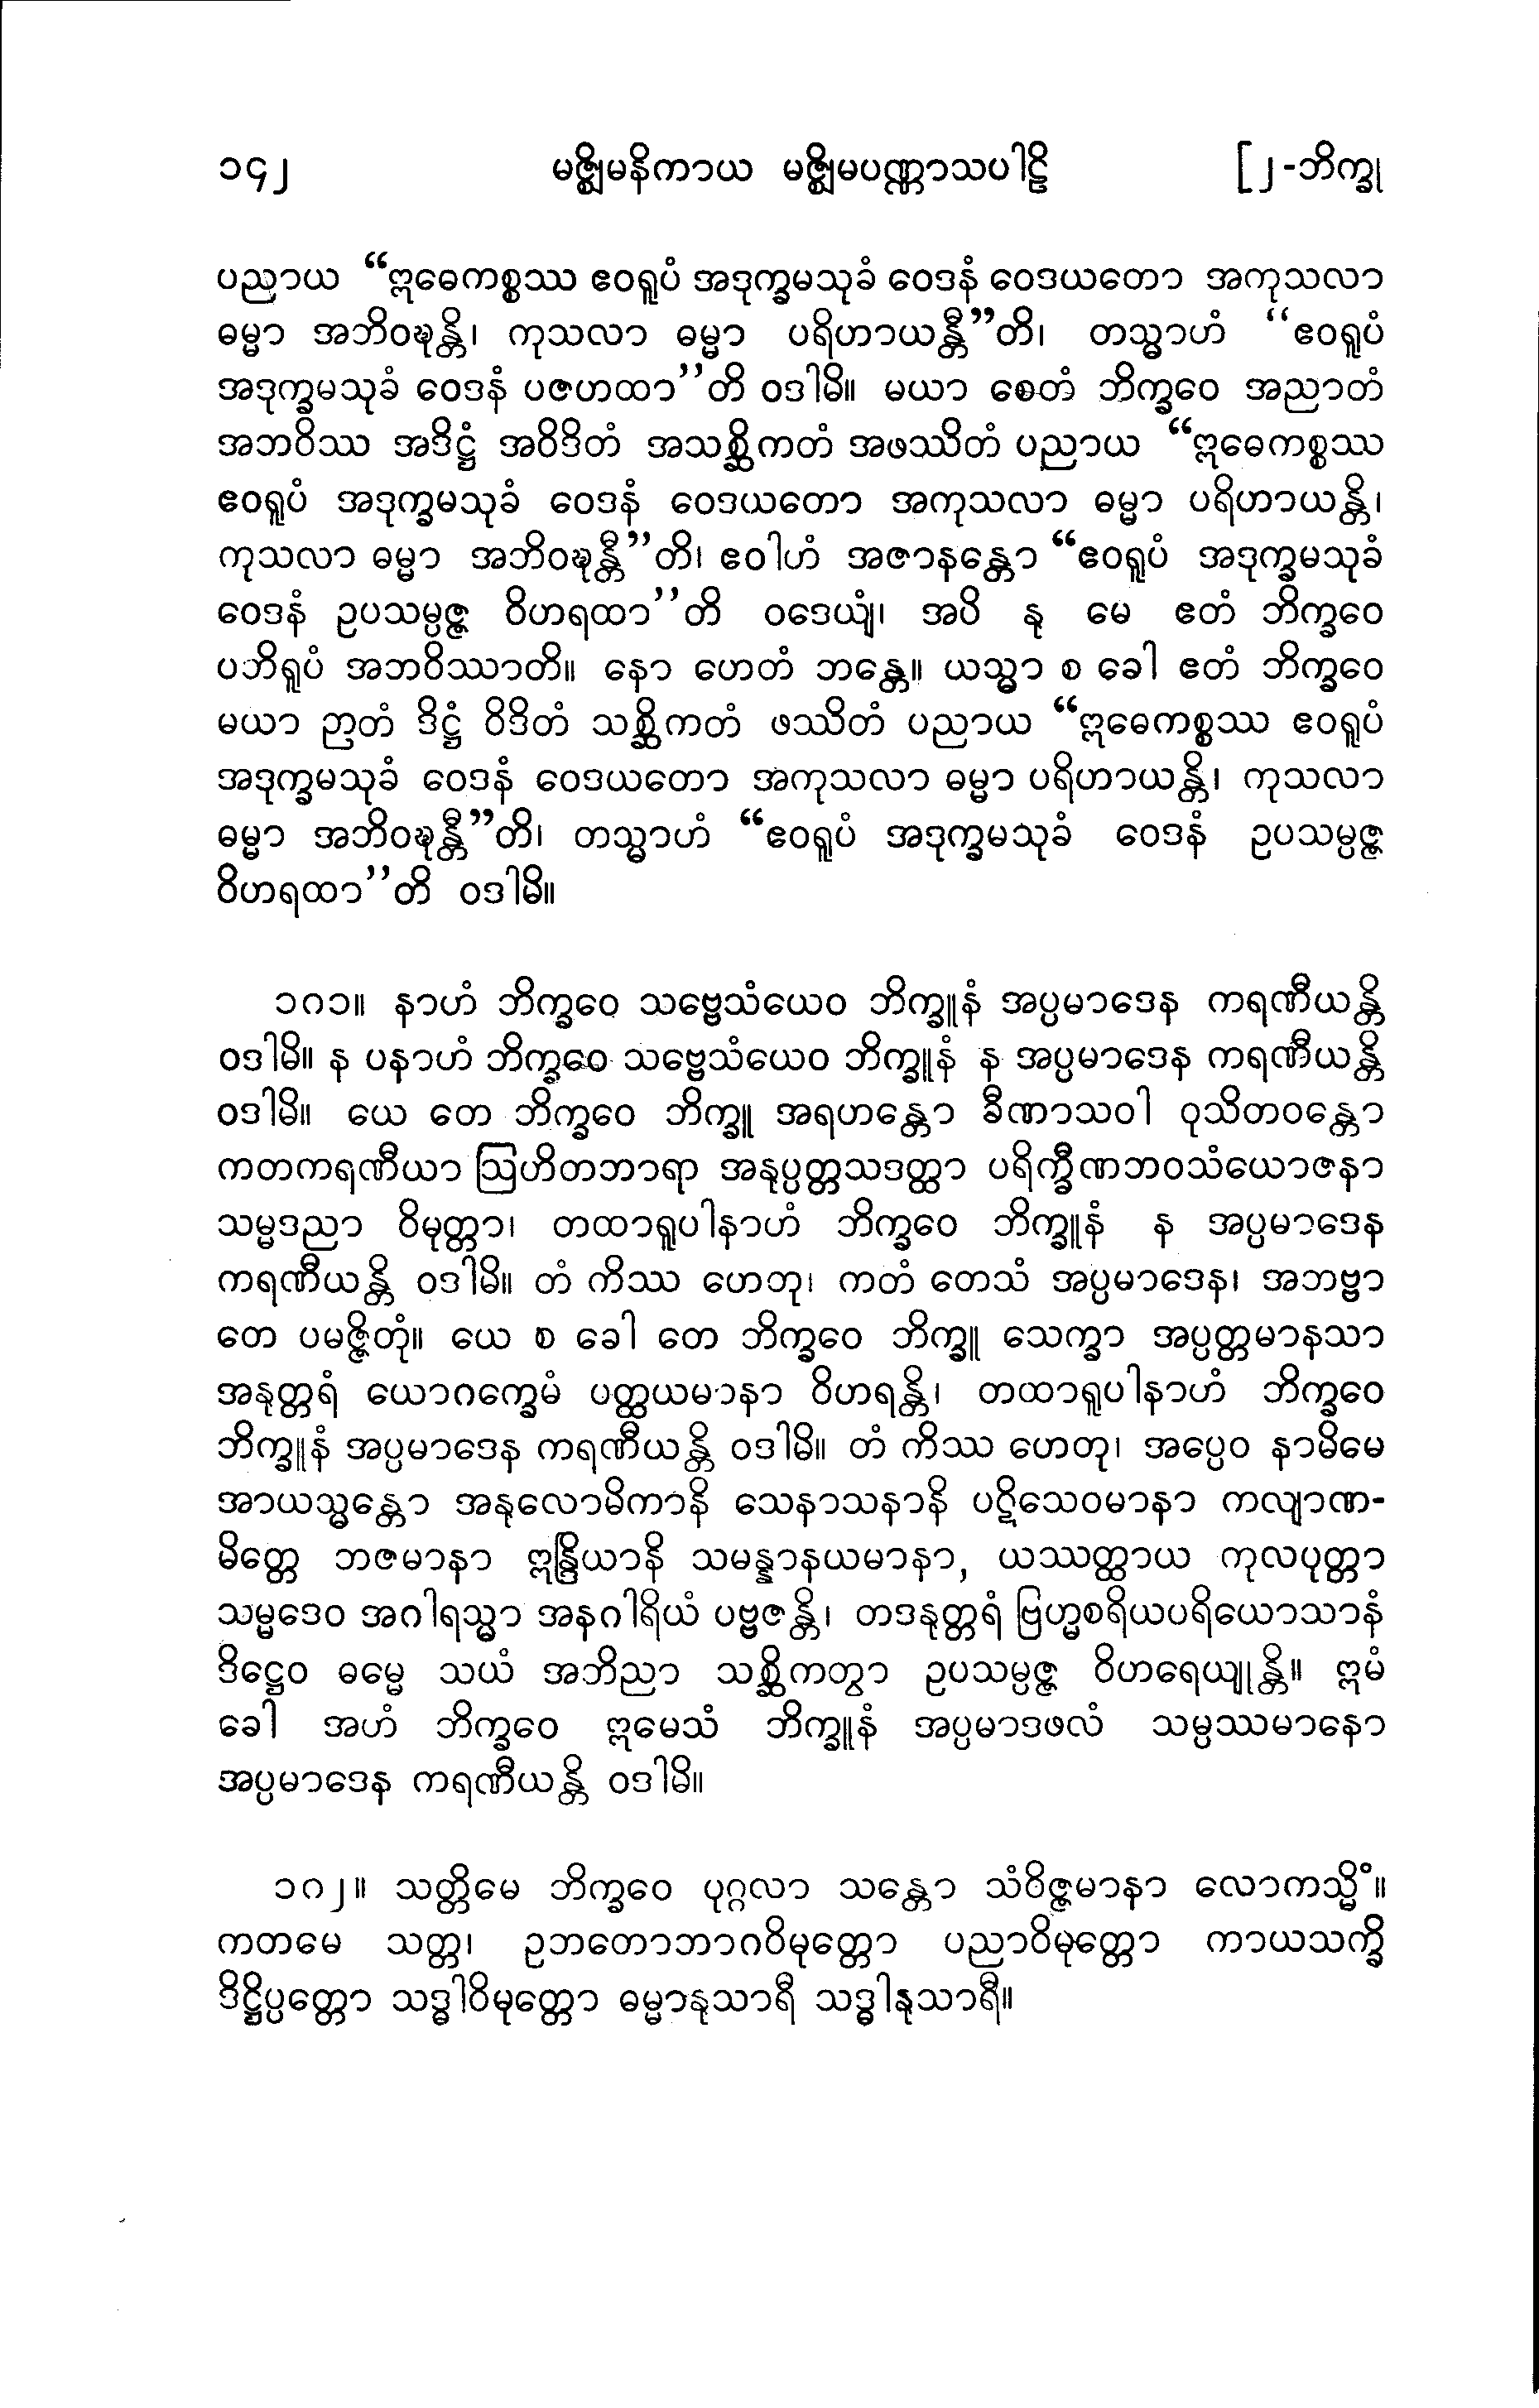 ၁၄၂ မဇ္ဈိမနိကာယ မဇ္ဈိမပဏ္ဏာသပါဠိ [၂-ဘိက္ခု
ပညာယ “ဣဓေကစ္စဿ ဧဝရူပံ အဒုက္ခမသုခံ ဝေဒနံ ဝေဒယတော အကုသလာ
ဓမ္မာ အဘိဝဍ္ဎန္တိ၊ ကုသလာ ဓမ္မာ ပရိဟာယန္တီ”တိ၊ တသ္မာဟံ “ဧဝရူပံ
အဒုက္ခမသုခံ ဝေဒနံ ပဇဟထာ”တိ ဝဒါမိ။ မယာ စေတံ ဘိက္ခဝေ အညာတံ
အဘဝိဿ အဒိဋ္ဌံ အဝိဒိတံ အသစ္ဆိကတံ အဖဿိတံ ပညာယ “ဣဓေကစ္စဿ
ဧဝရူပံ အဒုက္ခမသုခံ ဝေဒနံ ဝေဒယတော အကုသလာ ဓမ္မာ ပရိဟာယန္တိ၊
ကုသလာ ဓမ္မာ အဘိဝဍ္ဎန္တီ”တိ၊ ဧဝါဟံ အဇာနန္တော “ဧဝရူပံ အဒုက္ခမသုခံ
ဝေဒနံ ဥပသမ္ပဇ္ဇ ဝိဟရထာ”တိ ဝဒေယျံ၊ အပိ နု မေ ဧတံ ဘိက္ခဝေ
ပဘိရူပံ အဘဝိဿာတိ။ နော ဟေတံ ဘန္တေ။ ယသ္မာ စ ခေါ ဧတံ ဘိက္ခဝေ
မယာ ဉာတံ ဒိဋ္ဌံ ဝိဒိတံ သစ္ဆိကတံ ဖဿိတံ ပညာယ “ဣဓေကစ္စဿ ဧဝရူပံ
အဒုက္ခမသုခံ ဝေဒနံ ဝေဒယတော အကုသလာ ဓမ္မာ ပရိဟာယန္တိ၊ ကုသလာ
ဓမ္မာ အဘိဝဍ္ဎန္တီ”တိ၊ တသ္မာဟံ “ဧဝရူပံ အဒုက္ခမသုခံ ဝေဒနံ ဥပသမ္ပဇ္ဇ
ဝိဟရထာ”တိ ဝဒါမိ။
၁ဂ၁။ နာဟံ ဘိက္ခဝေ သဗ္ဗေသံယေဝ ဘိက္ခူနံ အပ္ပမာဒေန ကရဏီယန္တိ
ဝဒါမိ။ န ပနာဟံ ဘိက္ခဝေ သဗ္ဗေသံယေဝ ဘိက္ခူနံ န အပ္ပမာဒေန ကရဏီယန္တိ
ဝဒါမိ။ ယေ တေ ဘိက္ခဝေ ဘိက္ခူ အရဟန္တော ခီဏာသဝါ ဝုသိတဝန္တော
ကတကရဏီယာ ဩဟိတဘာရာ အနုပ္ပတ္တသဒတ္ထာ ပရိက္ခီဏဘဝသံယောဇနာ
သမ္မဒညာ ဝိမုတ္တာ၊ တထာရူပါနာဟံ ဘိက္ခဝေ ဘိက္ခူနံ န အပ္ပမာဒေန
ကရဏီယန္တိ ဝဒါမိ။ တံ ကိဿ ဟေတု၊ ကတံ တေသံ အပ္ပမာဒေန၊ အဘဗ္ဗာ
တေ ပမဇ္ဇိတုံ။ ယေ စ ခေါ တေ ဘိက္ခဝေ ဘိက္ခူ သေက္ခာ အပ္ပတ္တမာနသာ
အနုတ္တရံ ယောဂက္ခေမံ ပတ္ထယမာနာ ဝိဟရန္တိ၊ တထာရူပါနာဟံ ဘိက္ခဝေ
ဘိက္ခူနံ အပ္ပမာဒေန ကရဏီယန္တိ ဝဒါမိ။ တံ ကိဿ ဟေတု၊ အပ္ပေဝ နာမိမေ
အာယသ္မန္တော အနုလောမိကာနိ သေနာသနာနိ ပဋိသေဝမာနာ ကလျာဏ-
မိတ္တေ ဘဇမာနာ ဣန္ဒြိယာနိ သမန္နာနယမာနာ, ယဿတ္ထာယ ကုလပုတ္တာ
သမ္မဒေဝ အဂါရသ္မာ အနဂါရိယံ ပဗ္ဗဇန္တိ၊ တဒနုတ္တရံ ဗြဟ္မစရိယပရိယောသာနံ
ဒိဋ္ဌေဝ ဓမ္မေ သယံ အဘိညာ သစ္ဆိကတွာ ဥပသမ္ပဇ္ဇ ဝိဟရေယျုန္တိ။ ဣမံ
ခေါ အဟံ ဘိက္ခဝေ ဣမေသံ ဘိက္ခူနံ အပ္ပမာဒဖလံ သမ္ပဿမာနော
အပ္ပမာဒေန ကရဏီယန္တိ ဝဒါမိ။
၁ဂ၂။ သတ္တိမေ ဘိက္ခဝေ ပုဂ္ဂလာ သန္တော သံဝိဇ္ဇမာနာ လောကသ္မိံ။
ကတမေ သတ္တ၊ ဥဘတောဘာဂဝိမုတ္တော ပညာဝိမုတ္တော ကာယသက္ခိ
ဒိဋ္ဌိပ္ပတ္တော သဒ္ဓါဝိမုတ္တော ဓမ္မာနုသာရီ သဒ္ဓါနုသာရီ။